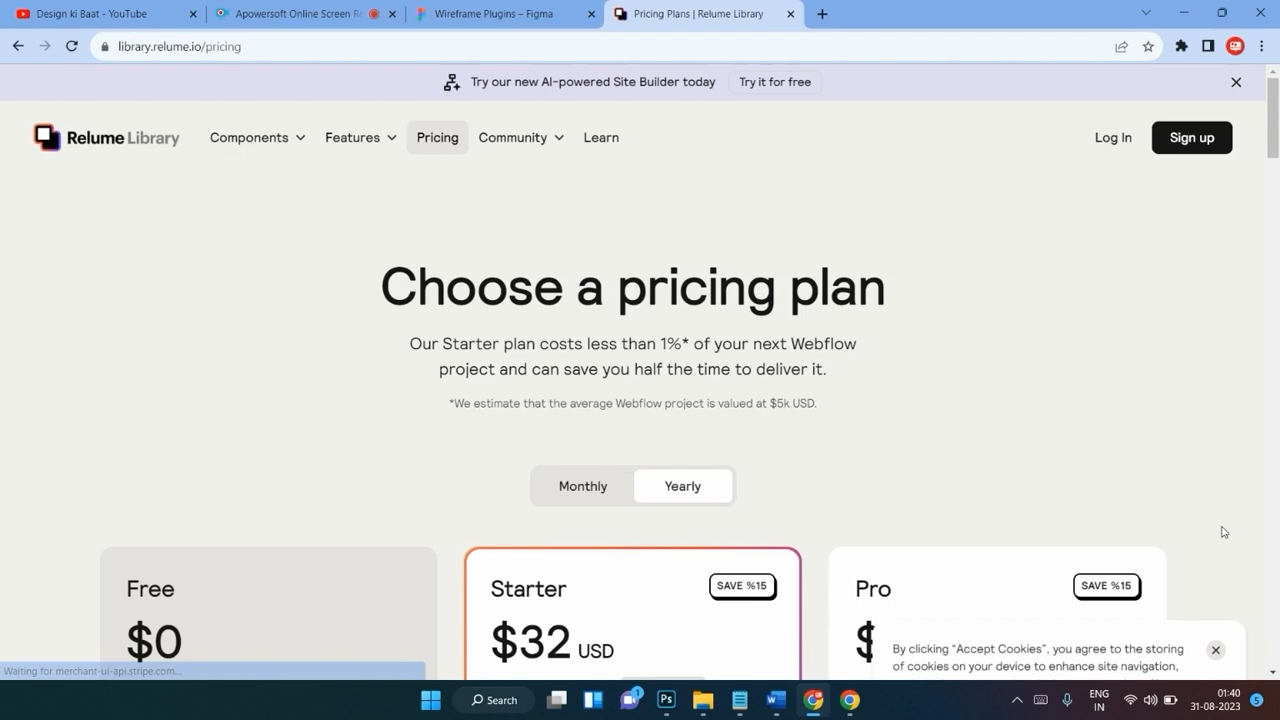 Design ki Baat - YouTube
Apowersoft Online Screen Re
Wireframe Plugins – Figma
Pricing Plans | Relume Library
library.relume.io/pricing
Try our new AI-powered Site Builder today
Try it for free
Relume Library
Components
Features
Pricing
Community
Learn
Log In
Sign up
Choose a pricing plan
Our Starter plan costs less than 1%* of your next Webflow
project and can save you half the time to deliver it.
*We estimate that the average Webflow project is valued at $5k USD.
Monthly
Yearly
Free
$0
Starter
SAVE %15
$32 USD
Pro
SAVE %15
$
By clicking “Accept Cookies”, you agree to the storing
of cookies on your device to enhance site navigation,
Waiting for merchant-ui-api.stripe.com...
Search
1
Ps
W
ENG
IN
01:40
31-08-2023
5